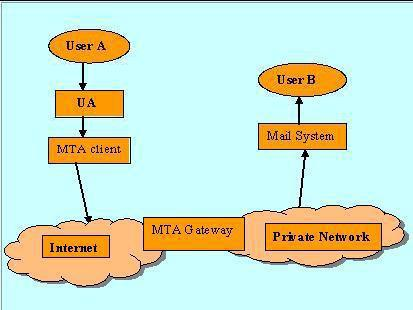 User A
UA
MTA client
Internet
MTA Gateway
Private Network
Mail System
User B